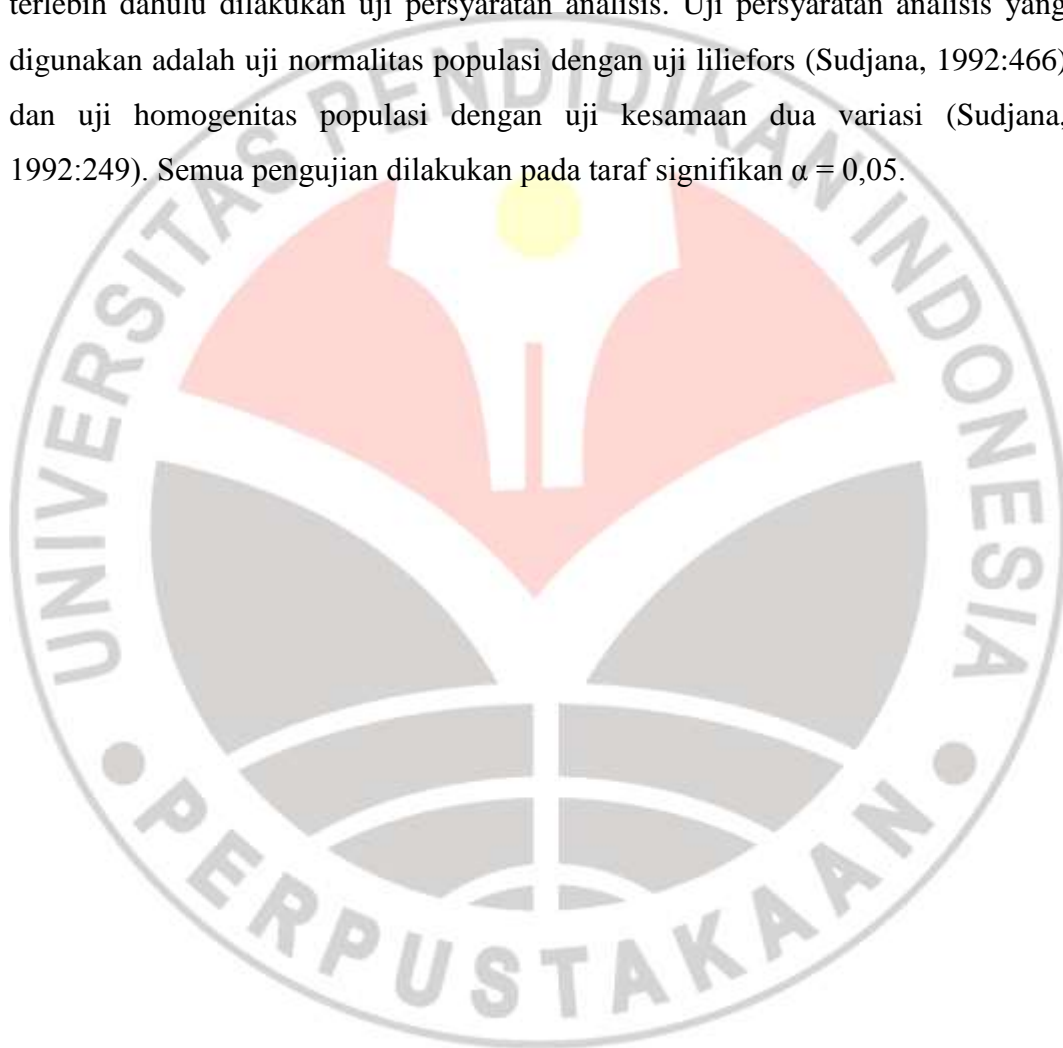 terlebih dahulu dilakukan uji persyaratan analisis. Uji persyaratan analisis yang
digunakan adalah uji normalitas populasi dengan uji liliefors (Sudjana, 1992:466)
dan uji homogenitas populasi dengan uji kesamaan dua variasi (Sudjana,
1992:249). Semua pengujian dilakukan pada taraf signifikan α = 0,05.
UNIVERSITAS PENDIDIKAN INDONESIA
PERPUSTAKAAN